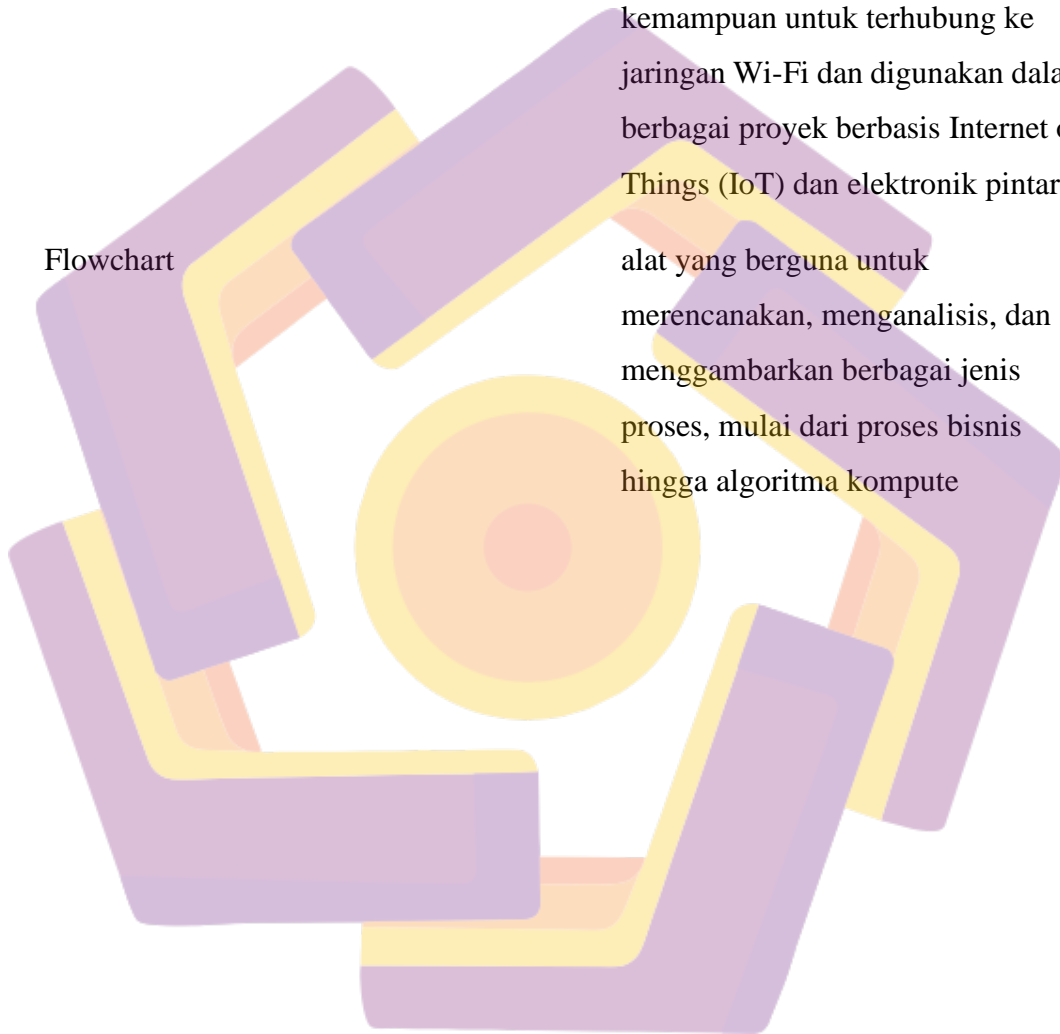 kemampuan untuk terhubung ke
jaringan Wi-Fi dan digunakan
berbagai proyek berbasis Internet
Things (IoT) dan elektronik pintar
Flowchart
alat yang berguna untuk
merencanakan, menganalisis, dan
menggambarkan berbagai jenis
proses, mulai dari proses bisnis
hingga algoritma kompute